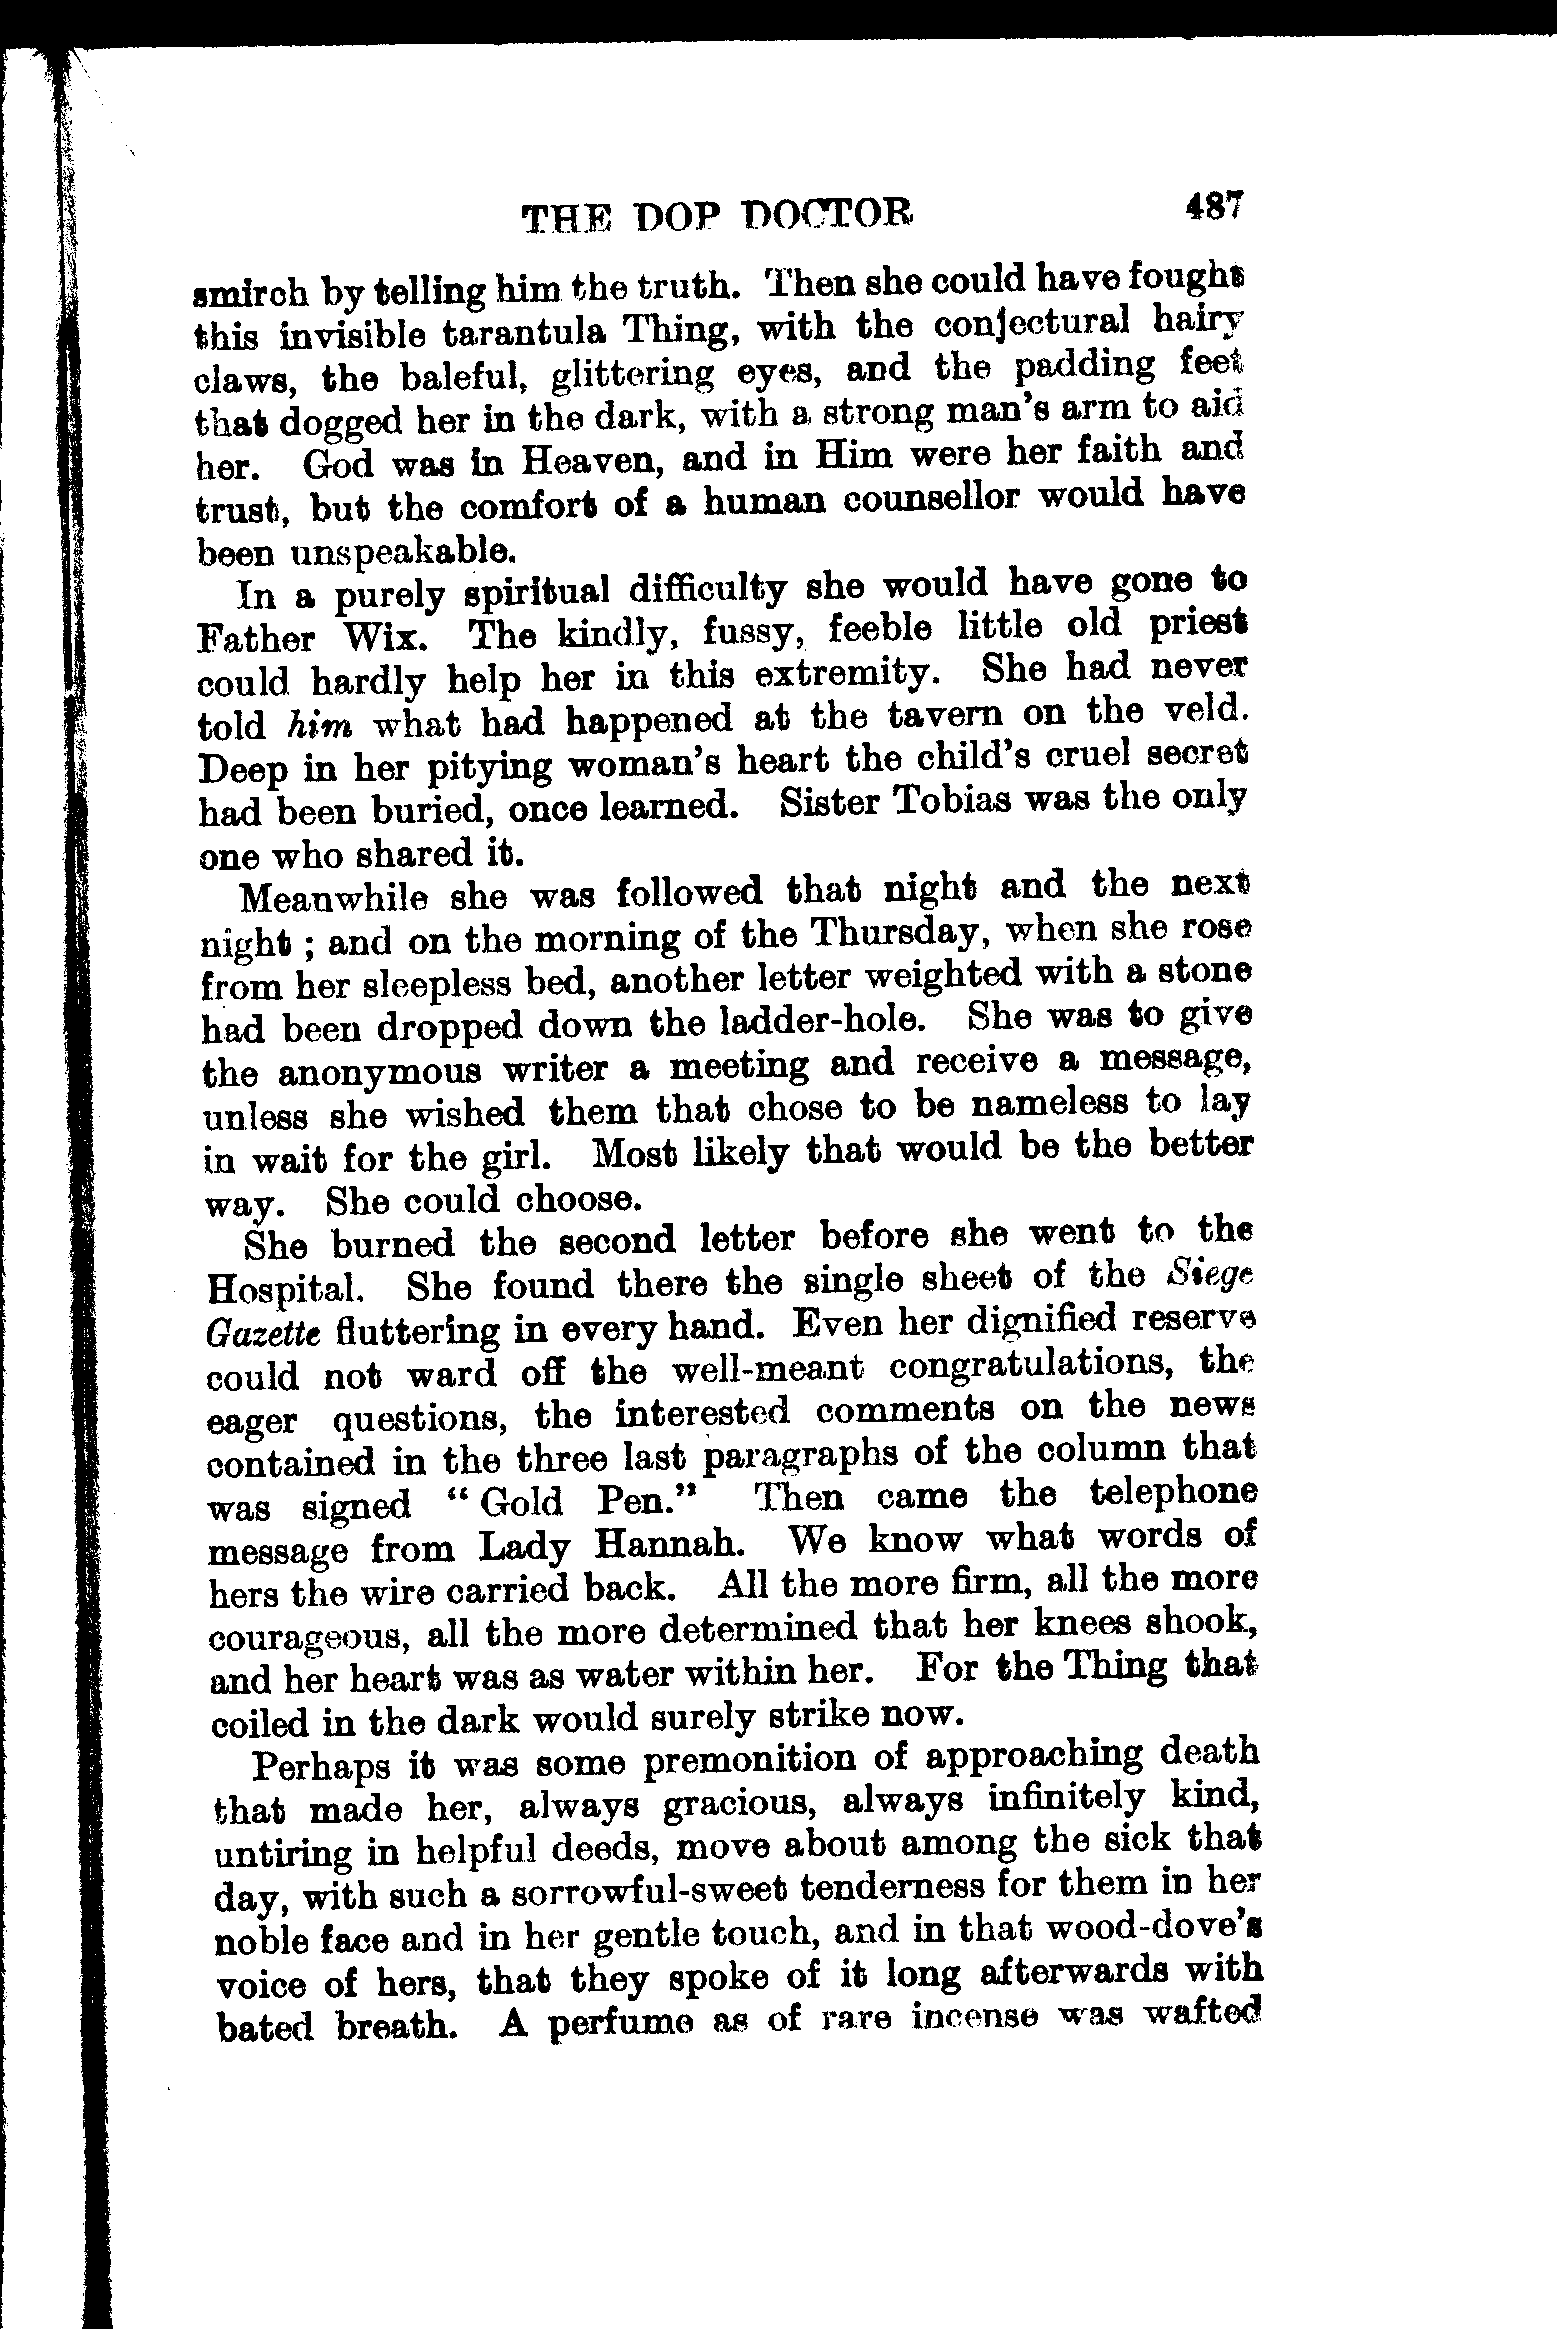 THE DOP DOCTOR 487
smirch by telling him the truth. Then she could have fought
this invisible tarantula Thing, with the conjectural hairy
claws, the baleful, glittering eyes, and the padding feet
that dogged her in the dark, with a strong man's arm to aid
her. God was in Heaven, and in Him were her faith and
trust, but the comfort of a human counsellor would have
been unspeakable.
In a purely spiritual difficulty she would have gone to
Father Wix. The kindly, fussy, feeble little old priest
could hardly help her in this extremity. She had never
told him what had happened at the tavern on the veld.
Deep in her pitying woman's heart the child's cruel secret
had been buried, once learned. Sister Tobias was the only
one who shared it.
Meanwhile she was followed that night and the next
night ; and on the morning of the Thursday, when she rose
from her sleepless bed, another letter weighted with a stone
had been dropped down the ladder-hole. She was to give
the anonymous writer a meeting and receive a message,
unless she wished them that chose to be nameless to lay
in wait for the girl. Most likely that would be the better
way. She could choose.
She burned the second letter before she went to the
Hospital. She found there the single sheet of the Siege
Gazette fluttering in every hand. Even her dignified reserve
could not ward off the well-meant congratulations, the
eager questions, the interested comments on the news
contained in the three last paragraphs of the column that
was signed “ Gold Pen.” Then came the telephone
message from Lady Hannah. We know what words of
hers the wire carried back. All the more firm, all the more
courageous, all the more determined that her knees shook,
and her heart was as water within her. For the Thing that
coiled in the dark would surely strike now.
Perhaps it was some premonition of approaching death
that made her, always gracious, always infinitely kind,
untiring in helpful deeds, move about among the sick that
day, with such a sorrowful-sweet tenderness for them in her
noble face and in her gentle touch, and in that wood-dove's
voice of hers, that they spoke of it long afterwards with
bated breath. A perfume as of rare incense was wafted